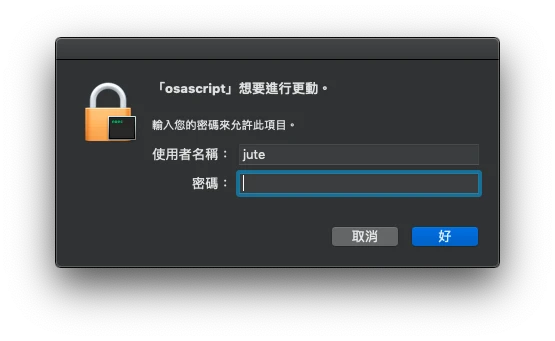 「osascript」想要進行更動。
輸入您的密碼來允許此項目。
使用者名稱： jute
密碼：
取消 好